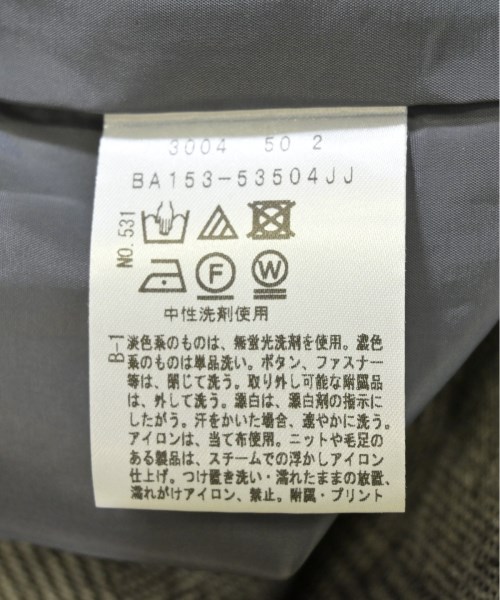 3004 50 2
BA153-53504JJ
NO.531
F
W
中性洗剤使用
B-1
淡色系のものは、無蛍光洗剤を使用。濃色
系のものは単品洗い。ボタン、ファスナー
等は、閉じて洗う。取り外し可能な附属品
は、外して洗う。漂白は、漂白剤の指示に
したがう。汗をかいた場合、速やかに洗う。
アイロンは、当て布使用。ニットや毛足の
ある製品は、スチームでの浮かしアイロン
仕上げ。つけ置き洗い・濡れたままの放置、
濡れがけアイロン、禁止。附属・プリント